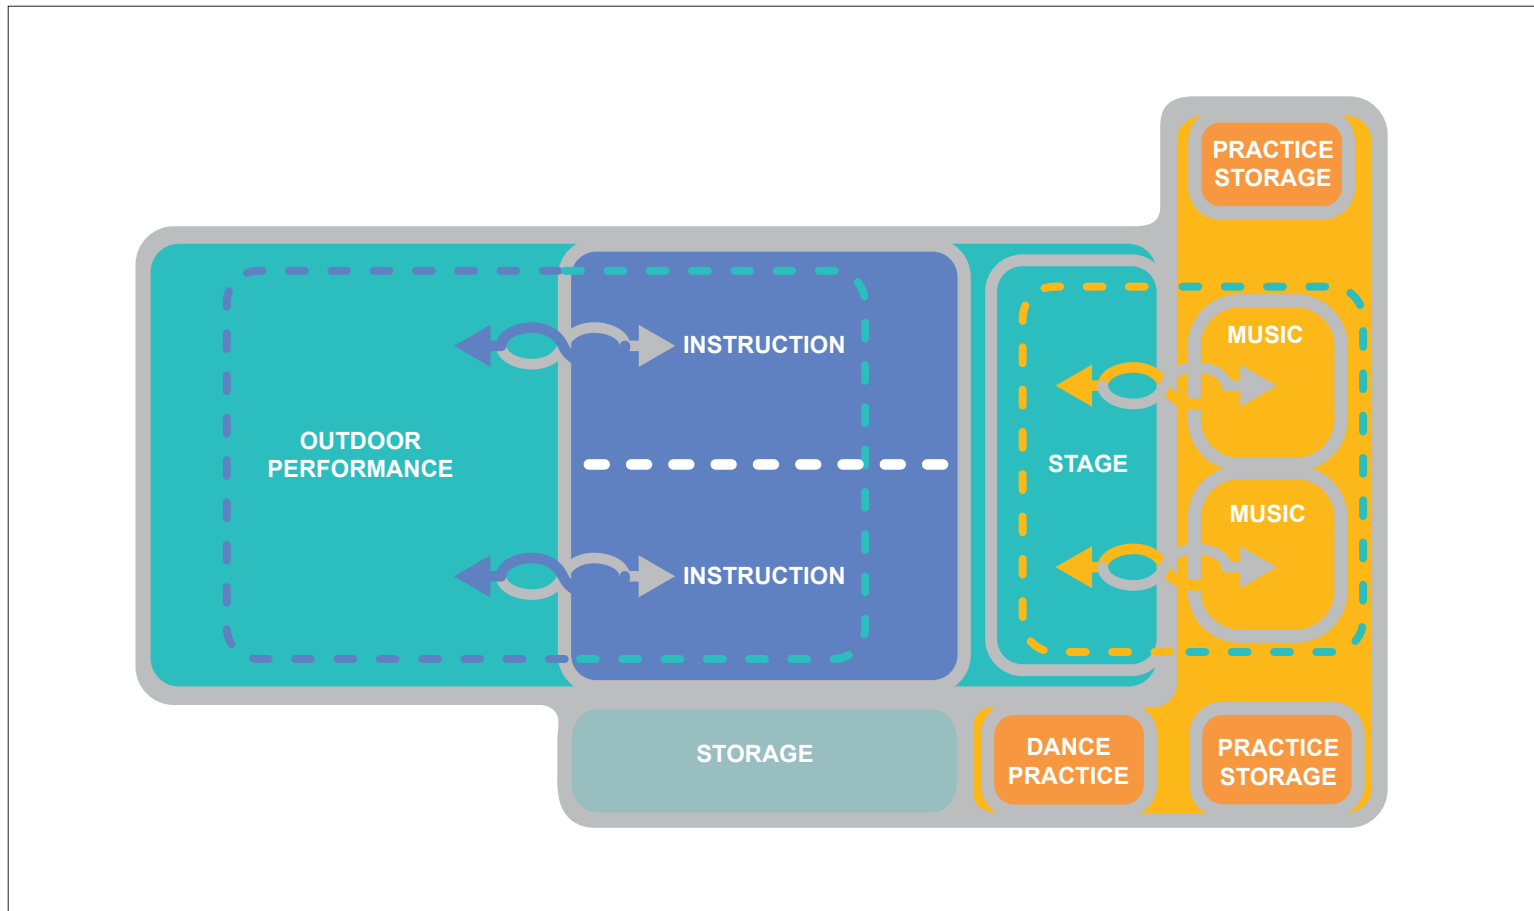 PRACTICE
STORAGE
INSTRUCTION
MUSIC
OUTDOOR
PERFORMANCE
STAGE
MUSIC
INSTRUCTION
STORAGE
DANCE
PRACTICE
PRACTICE
STORAGE